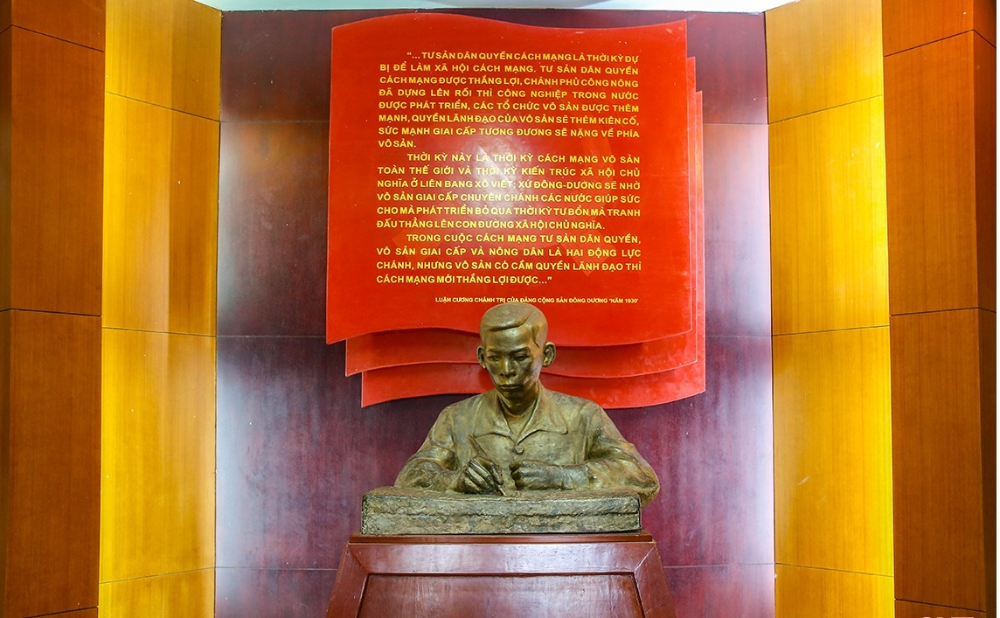 “... TƯ SẢN DÂN QUYỀN CÁCH MẠNG LÀ THỜI KỲ DỰ
BỊ ĐỂ LÀM XÃ HỘI CÁCH MẠNG. TƯ SẢN DÂN QUYỀN
CÁCH MẠNG ĐƯỢC THẮNG LỢI, CHÁNH PHỦ CÔNG NÔNG
ĐÃ DỰNG LÊN RỒI THÌ CÔNG NGHIỆP TRONG NƯỚC
ĐƯỢC PHÁT TRIỂN, CÁC TỔ CHỨC VÔ SẢN ĐƯỢC THÊM
MẠNH, QUYỀN LÃNH ĐẠO CỦA VÔ SẢN SẼ THÊM KIÊN CỐ,
SỨC MẠNH GIAI CẤP TƯƠNG ĐƯƠNG SẼ NẶNG VỀ PHÍA
VÔ SẢN.
THỜI KỲ NÀY LÀ THỜI KỲ CÁCH MẠNG VÔ SẢN
TOÀN THẾ GIỚI VÀ THỜI KỲ KIẾN TRÚC XÃ HỘI CHỦ
NGHĨA Ở LIÊN BANG XÔ VIẾT; XỨ ĐÔNG-DƯƠNG SẼ NHỜ
VÔ SẢN GIAI CẤP CHUYÊN CHÁNH CÁC NƯỚC GIÚP SỨC
CHO MÀ PHÁT TRIỂN BỎ QUA THỜI KỲ TƯ BỔN MÀ TRANH
ĐẤU THẲNG LÊN CON ĐƯỜNG XÃ HỘI CHỦ NGHĨA.
TRONG CUỘC CÁCH MẠNG TƯ SẢN DÂN QUYỀN,
VÔ SẢN GIAI CẤP VÀ NÔNG DÂN LÀ HAI ĐỘNG LỰC
CHÁNH, NHƯNG VÔ SẢN CÓ CẦM QUYỀN LÃNH ĐẠO THÌ
CÁCH MẠNG MỚI THẮNG LỢI ĐƯỢC...”
LUẬN CƯƠNG CHÁNH TRỊ CỦA ĐẢNG CỘNG SẢN ĐÔNG DƯƠNG 'NĂM 1930'